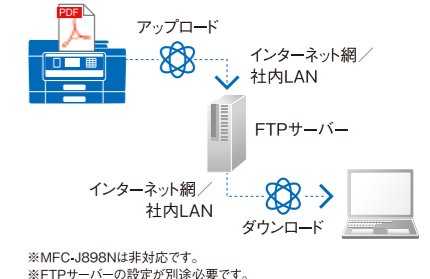 PDF
アップロード
インターネット網／
社内LAN
FTPサーバー
インターネット網／
社内LAN
ダウンロード
※MFC-J898Nは非対応です。
※FTPサーバーの設定が別途必要です。